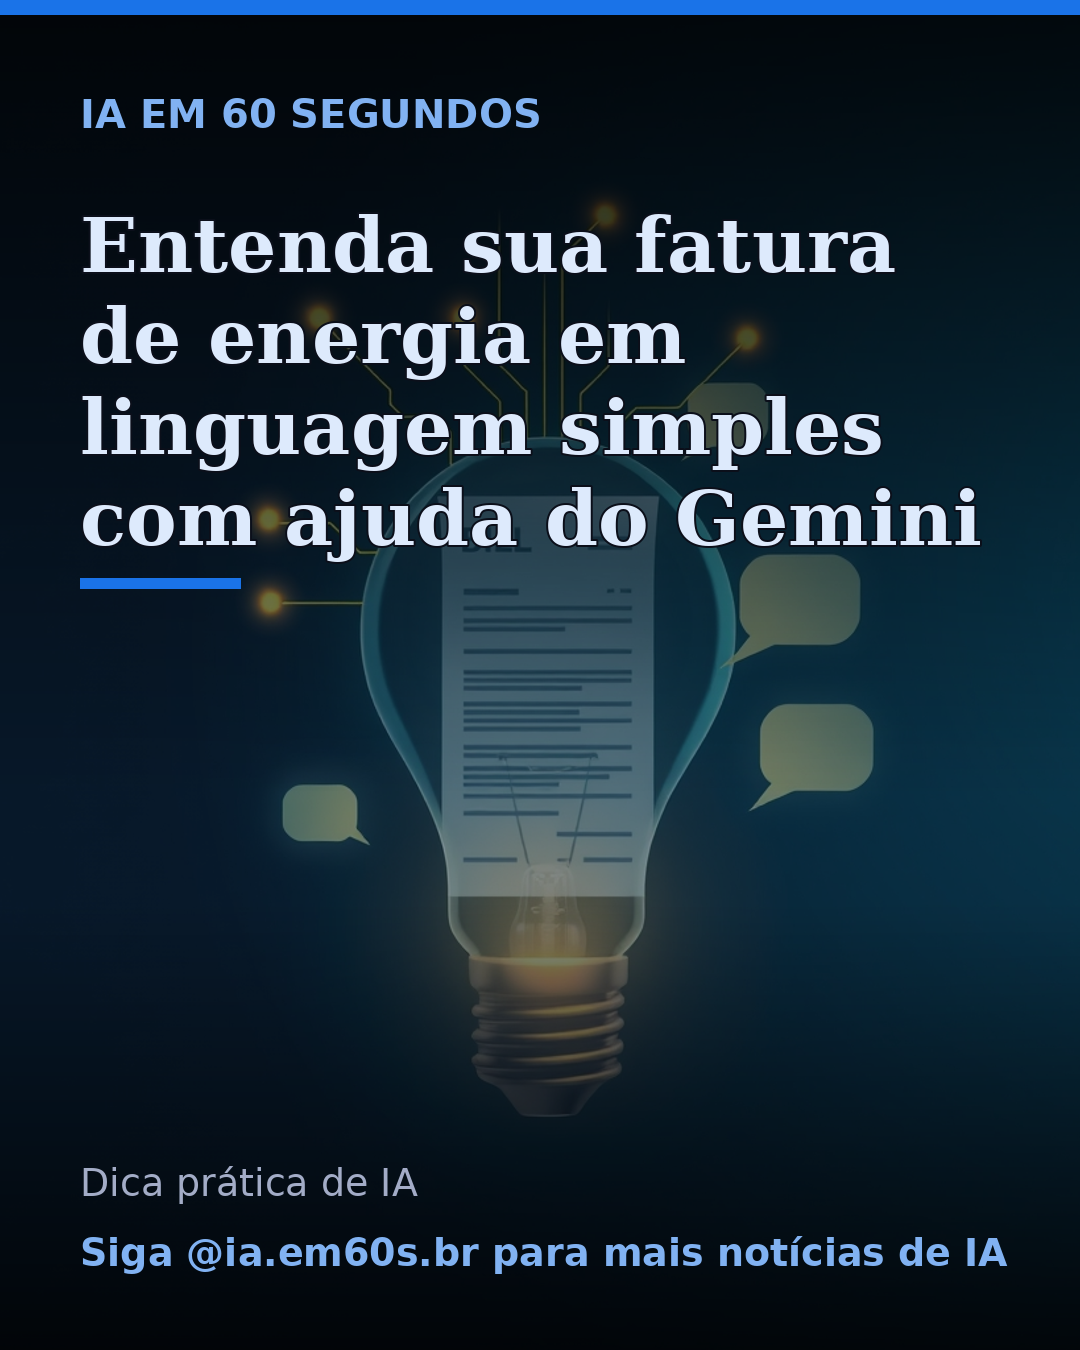 IA EM 60 SEGUNDOS
Entenda sua fatura
de energia em
linguagem simples
com ajuda do Gemini
Dica prática de IA
Siga @ia.em60s.br para mais notícias de IA